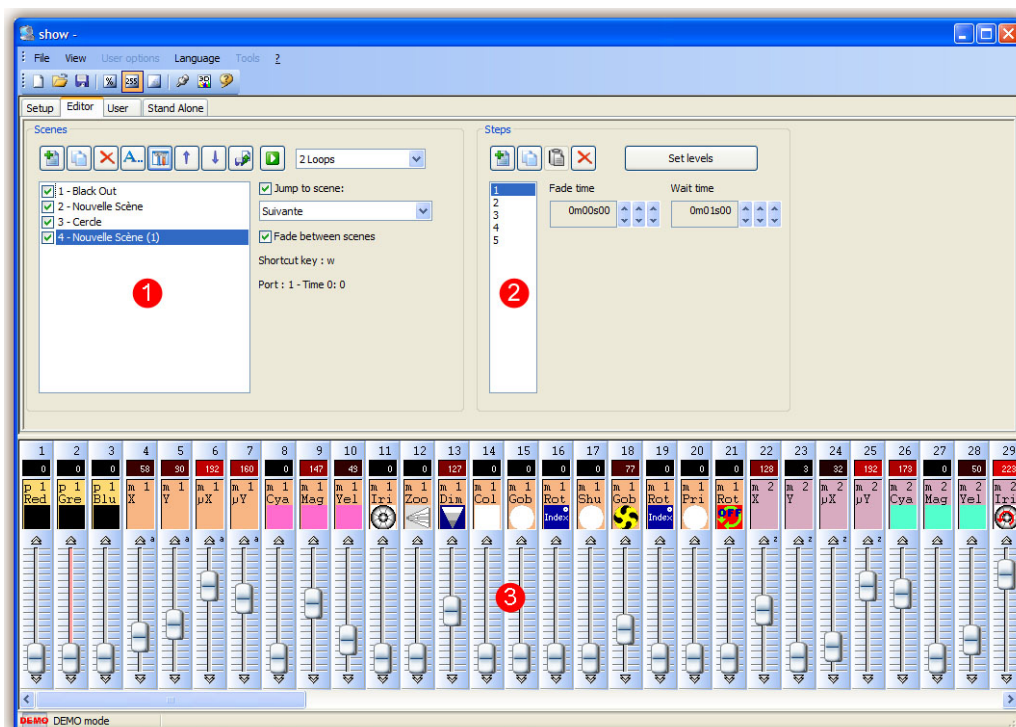 show -
File View User options Language Tools ?
% 255 3D ?
Setup Editor User Stand Alone
Scenes
A.. 2 Loops
1 - Black Out
2 - Nouvelle Scène
3 - Cercle
4 - Nouvelle Scène (1)
Jump to scene:
Suivante
Fade between scenes
Shortcut key : w
Port : 1 - Time 0: 0
1
Steps
Set levels
1
2
3
4
5
Fade time Wait time
0m00s00 0m01s00
2
1 2 3 4 5 6 7 8 9 10 11 12 13 14 15 16 17 18 19 20 21 22 23 24 25 26 27 28 29
0 0 0 58 90 192 160 0 147 49 0 0 127 0 0 0 0 77 0 0 0 128 3 32 192 173 0 50 223
p 1 p 1 p 1 m 1 m 1 m 1 m 1 m 1 m 1 m 1 m 1 m 1 m 1 m 1 m 1 m 1 m 1 m 1 m 1 m 1 m 1 m 2 m 2 m 2 m 2 m 2 m 2 m 2 m 2
Red Gre Blu X Y µX µY Cya Mag Yel Iri Zoo Dim Col Gob Rot Shu Gob Rot Pri Rot X Y µX µY Cya Mag Yel Iri
Index Index OFF
a a a a z z z z
3
DEMO DEMO mode